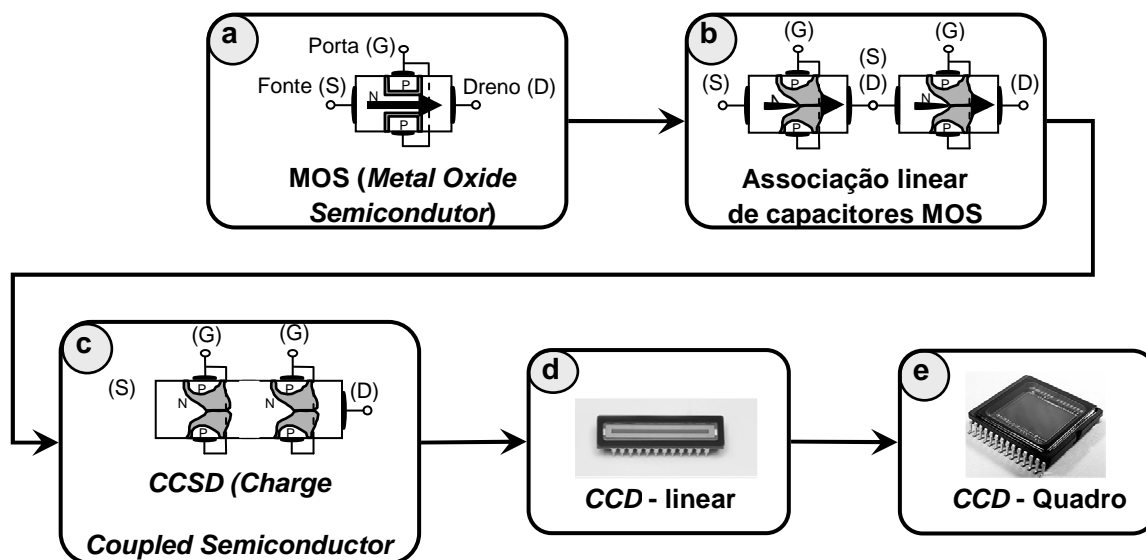 a
Porta (G)
Fonte (S)
Dreno (D)
N
P
P
MOS (Metal Oxide
Semicondutor)
b
(G)
(G)
(S)
(S)
(D)
(D)
N
P
P
N
P
P
Associação linear
de capacitores MOS
c
(G)
(G)
(S)
(D)
N
P
P
N
P
P
CCSD (Charge
Coupled Semiconductor
d
CCD - linear
e
CCD - Quadro